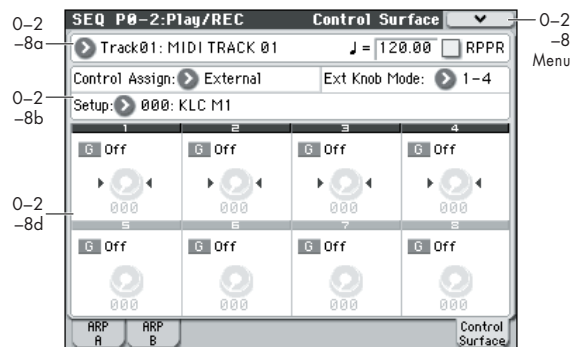 SEQ P0-2:Play/REC Control Surface
0–2
–8
Menu
0–2
–8a
Track01: MIDI TRACK 01 ♩= 120.00 RPPR
Control Assign: External Ext Knob Mode: 1-4
0–2
–8b
Setup: 000: KLC M1
1 2 3 4
G Off G Off G Off G Off
000 000 000 000
0–2
–8d
5 6 7 8
G Off G Off G Off G Off
000 000 000 000
ARP
A
ARP
B
Control
Surface